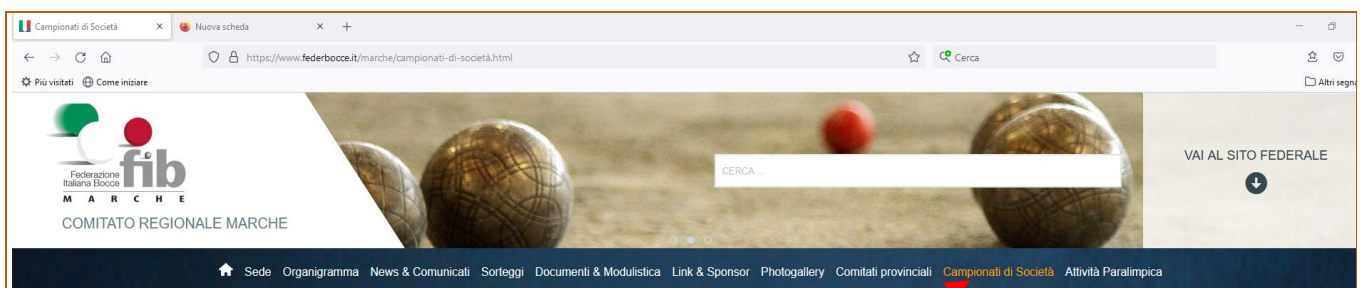 Campionati di Società
Nuova scheda
https://www.federbocce.it/marche/campionati-di-società.html
Cerca
Più visitati
Come iniziare
Altri segna
Federazione
Italiana Bocce
fib
MARCHE
COMITATO REGIONALE MARCHE
CERCA ...
VAI AL SITO FEDERALE
Sede Organigramma News & Comunicati Sorteggi Documenti & Modulistica Link & Sponsor Photogallery Comitati provinciali Campionati di Società Attività Paralimpica